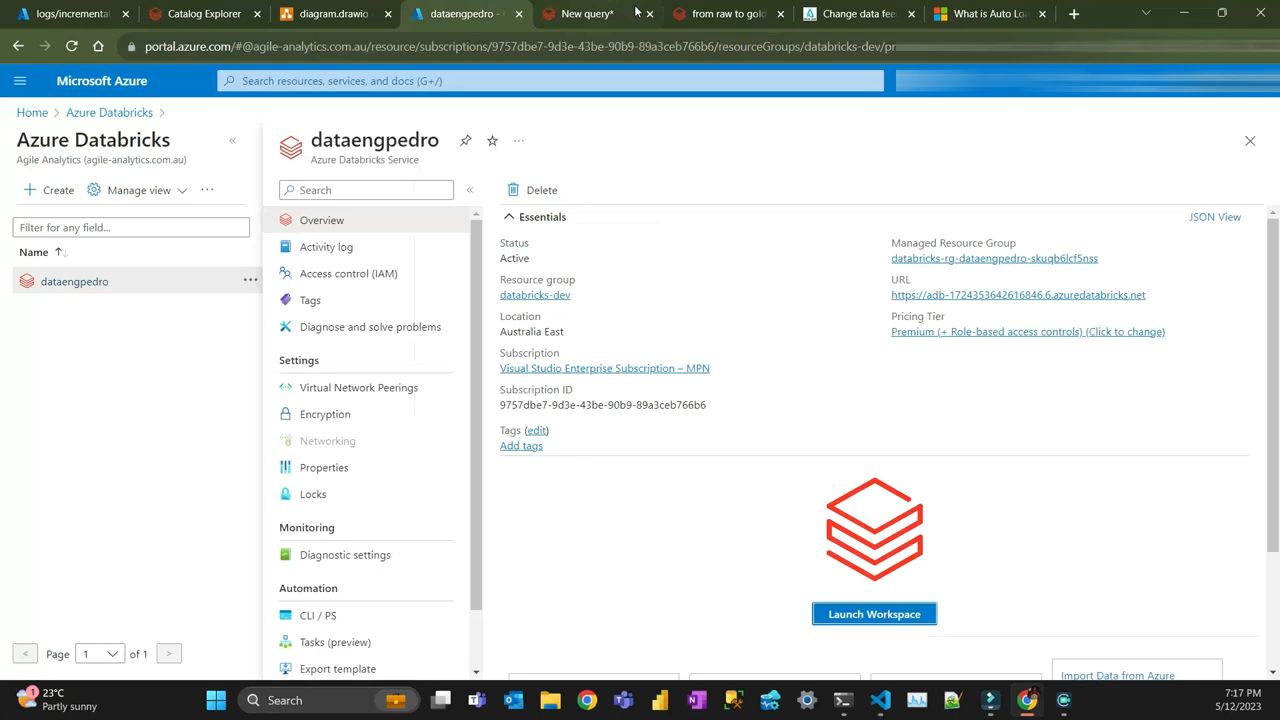 logs/incremental
Catalog Explorer
diagram.drawio
dataengpedro -
New query*
from raw to gold
Change data fee
What is Auto Loa
portal.azure.com/#@agile-analytics.com.au/resource/subscriptions/9757dbe7-9d3e-43be-90b9-89a3ceb766b6/resourceGroups/databricks-dev/pr
Microsoft Azure
Search resources, services, and docs (G+/)
Home > Azure Databricks >
Azure Databricks
Agile Analytics (agile-analytics.com.au)
+ Create
Manage view
...
Filter for any field...
Name ↑↓
dataengpedro
...
dataengpedro
...
Azure Databricks Service
Search
«
Overview
Activity log
Access control (IAM)
Tags
Diagnose and solve problems
Settings
Virtual Network Peerings
Encryption
Networking
Properties
Locks
Monitoring
Diagnostic settings
Automation
CLI / PS
Tasks (preview)
Export template
Delete
Essentials
JSON View
Status
Active
Resource group
databricks-dev
Location
Australia East
Subscription
Visual Studio Enterprise Subscription – MPN
Subscription ID
9757dbe7-9d3e-43be-90b9-89a3ceb766b6
Tags (edit)
Add tags
Managed Resource Group
databricks-rg-dataengpedro-skuqb6lcf5nss
URL
https://adb-1724353642616846.6.azuredatabricks.net
Pricing Tier
Premium (+ Role-based access controls) (Click to change)
Launch Workspace
Import Data from Azure
< Page 1 of 1 >
1
23°C
Partly sunny
Search
7:17 PM
5/12/2023